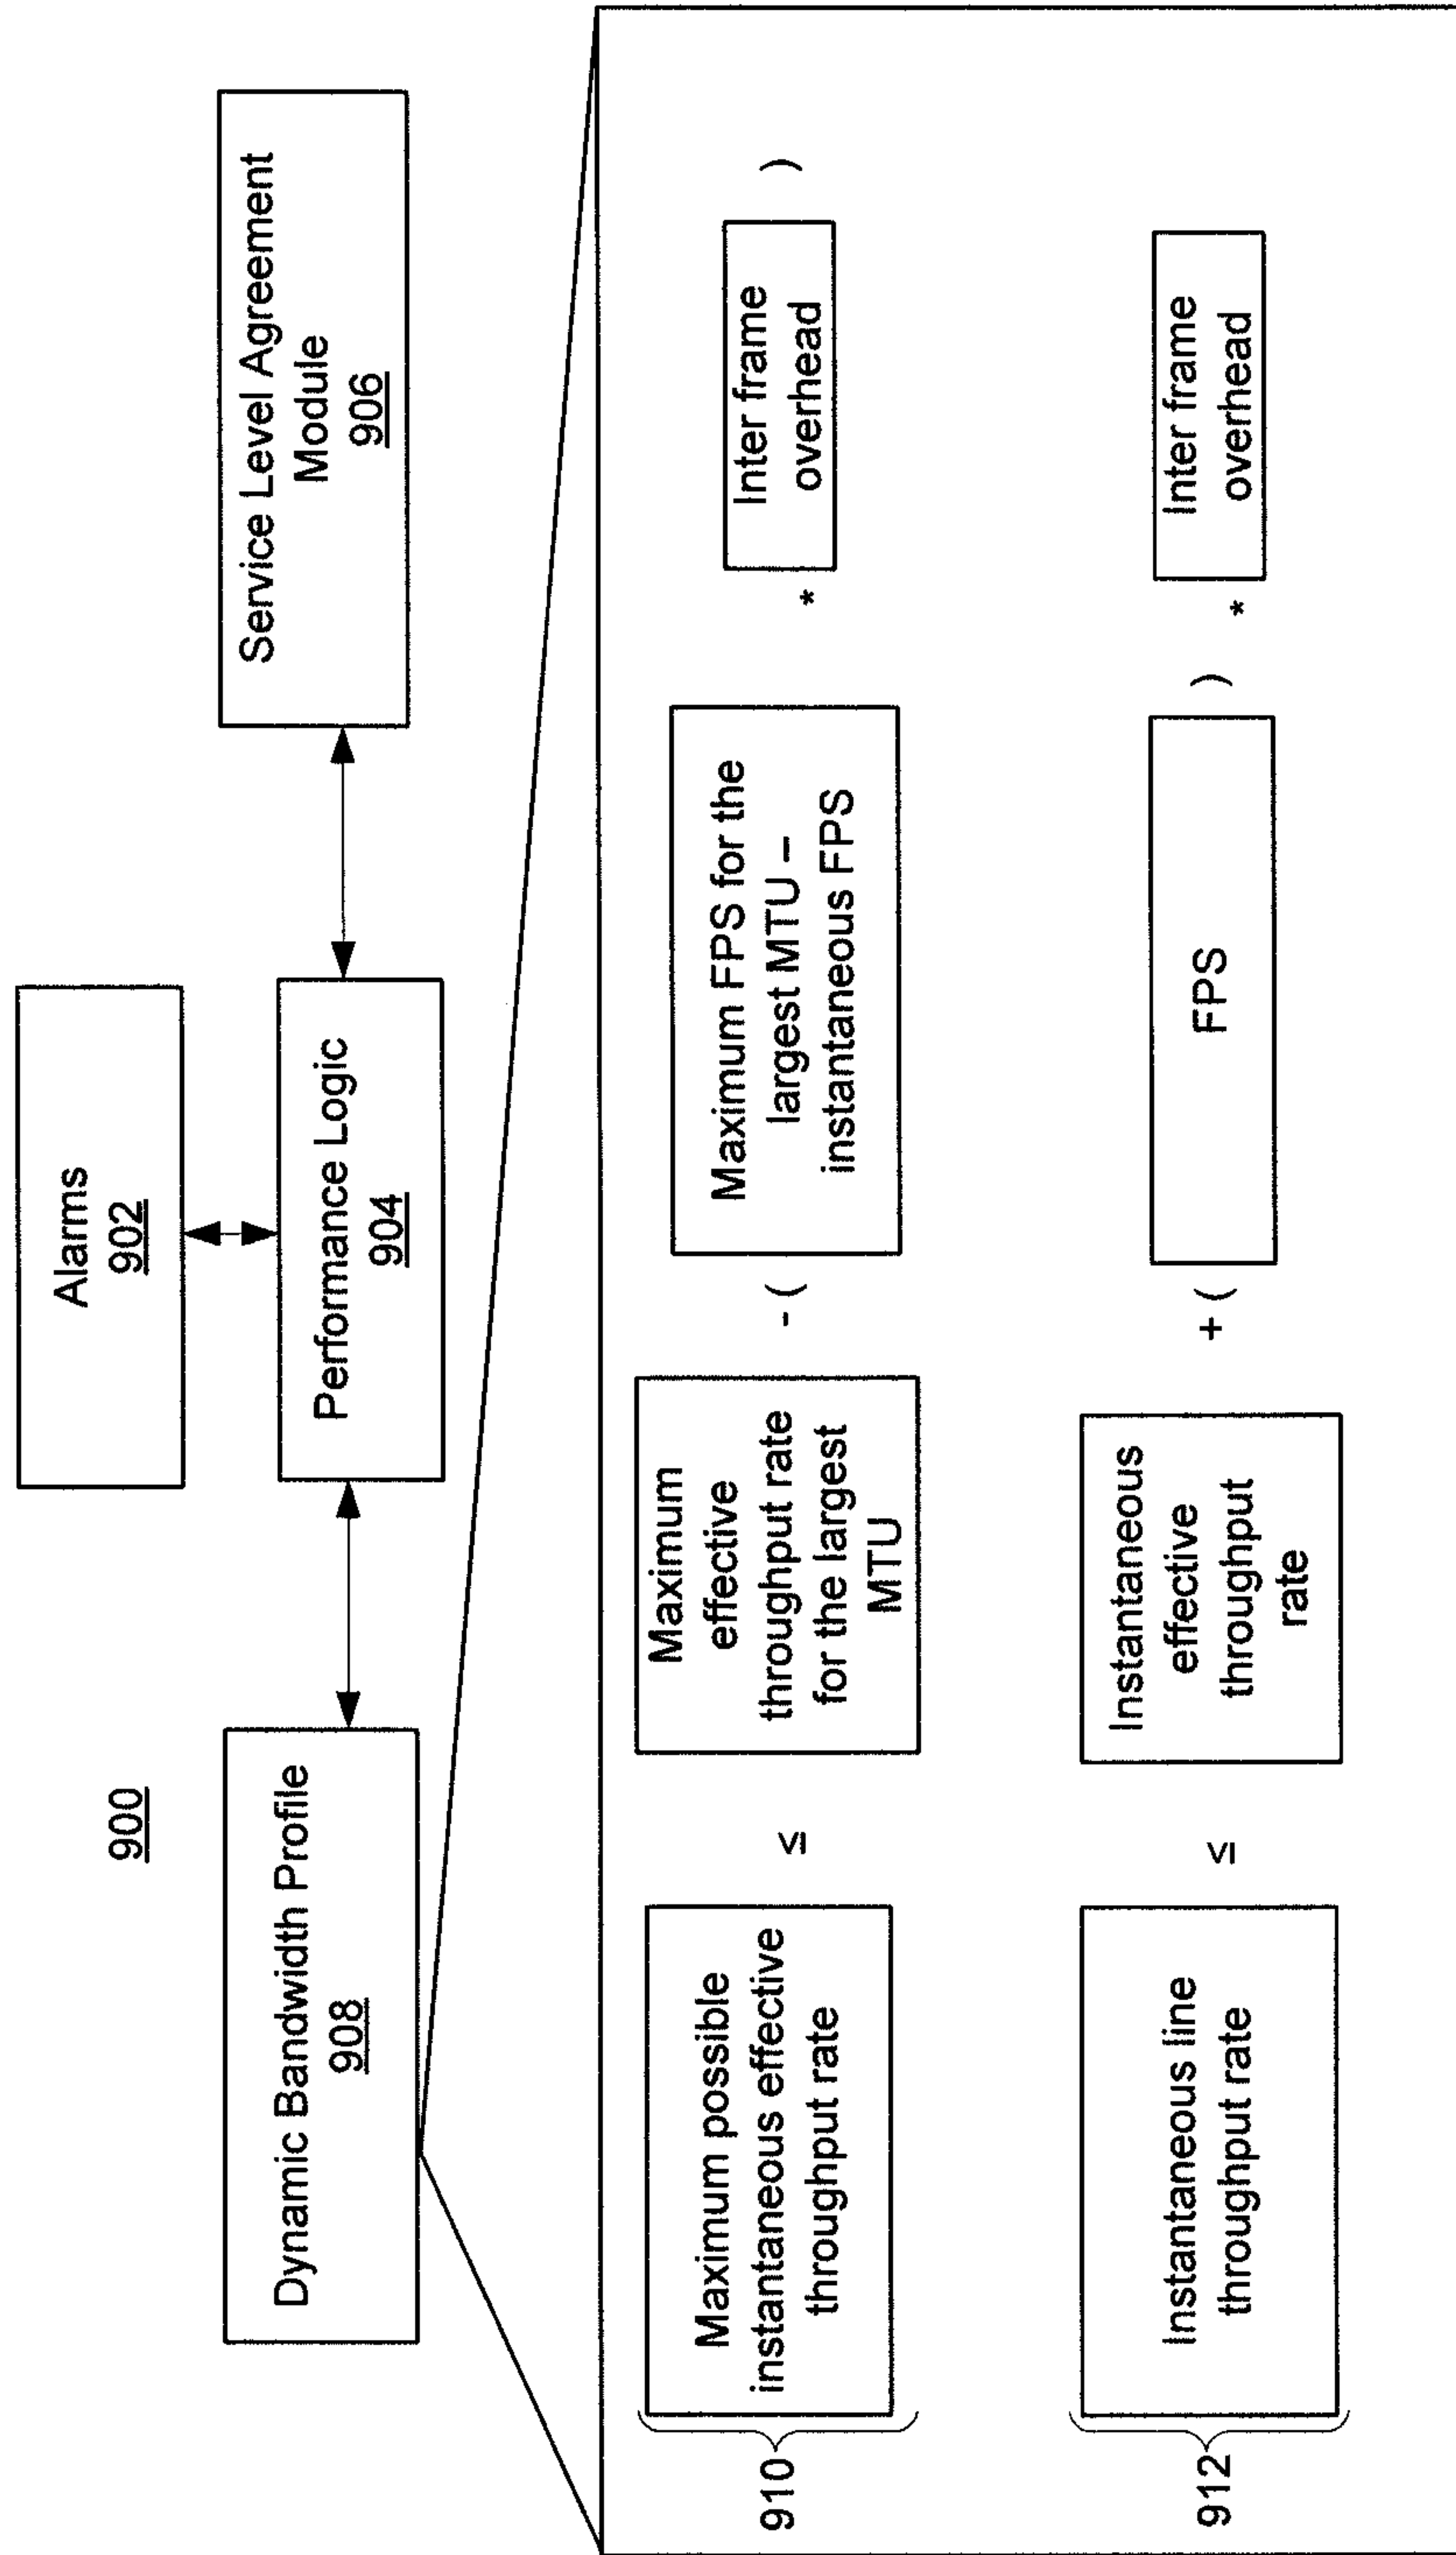 900
Alarms
902
Dynamic Bandwidth Profile
908
Performance Logic
904
Service Level Agreement
Module
906
910
Maximum possible
instantaneous effective
throughput rate
≤
Maximum
effective
throughput rate
for the largest
MTU
- (
Maximum FPS for the
largest MTU –
instantaneous FPS
*
Inter frame
overhead
)
912
Instantaneous line
throughput rate
≤
Instantaneous
effective
throughput
rate
+ (
FPS
)
*
Inter frame
overhead